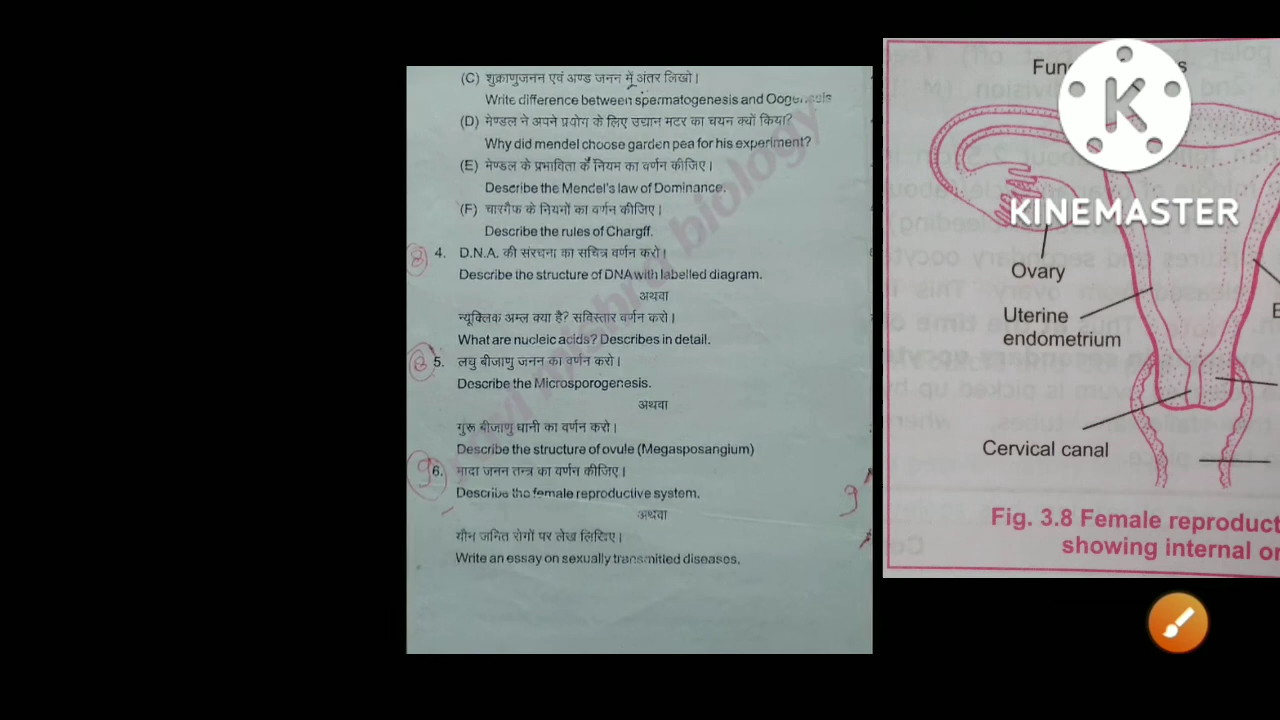 (C) शुक्राणुजनन एवं अण्ड जनन में अंतर लिखो।
Write difference between spermatogenesis and Oogenesis
(D) मेण्डल ने अपने प्रयोग के लिए उद्यान मटर का चयन क्यों किया?
Why did mendel choose garden pea for his experiment?
(E) मेण्डल के प्रभाविता के नियम का वर्णन कीजिए।
Describe the Mendel's law of Dominance.
(F) चारगैफ के नियमों का वर्णन कीजिए।
Describe the rules of Chargff.
4. D.N.A. की संरचना का सचित्र वर्णन करो।
Describe the structure of DNA with labelled diagram.
अथवा
न्यूक्लिक अम्ल क्या है? सविस्तार वर्णन करो।
What are nucleic acids? Describes in detail.
5. लघु बीजाणु जनन का वर्णन करो।
Describe the Microsporogenesis.
अथवा
गुरू बीजाणु धानी का वर्णन करो।
Describe the structure of ovule (Megasposangium)
6. मादा जनन तन्त्र का वर्णन कीजिए।
Describe the female reproductive system.
अथवा
यौन जनित रोगों पर लेख लिखिए।
Write an essay on sexually transmitted diseases.
9
mishra biology
KINEMASTER
Ovary
Uterine
endometrium
Cervical canal
Fig. 3.8 Female reproduct
showing internal or